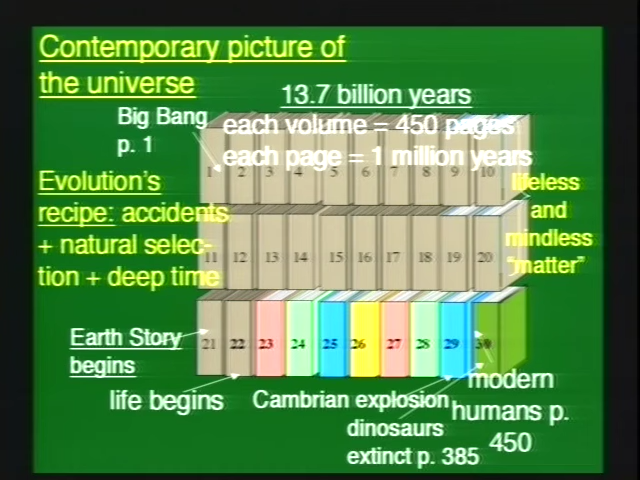 Contemporary picture of
the universe
13.7 billion years
Big Bang
p. 1
each volume = 450 pages
each page = 1 million years
1 2 3 4 5 6 7 8 9 10
Evolution's
recipe: accidents
+ natural selec-
tion + deep time
lifeless
and
mindless
"matter"
11 12 13 14 15 16 17 18 19 20
21 22 23 24 25 26 27 28 29 30
Earth Story
begins
life begins
Cambrian explosion
dinosaurs
extinct p. 385
modern
humans p.
450